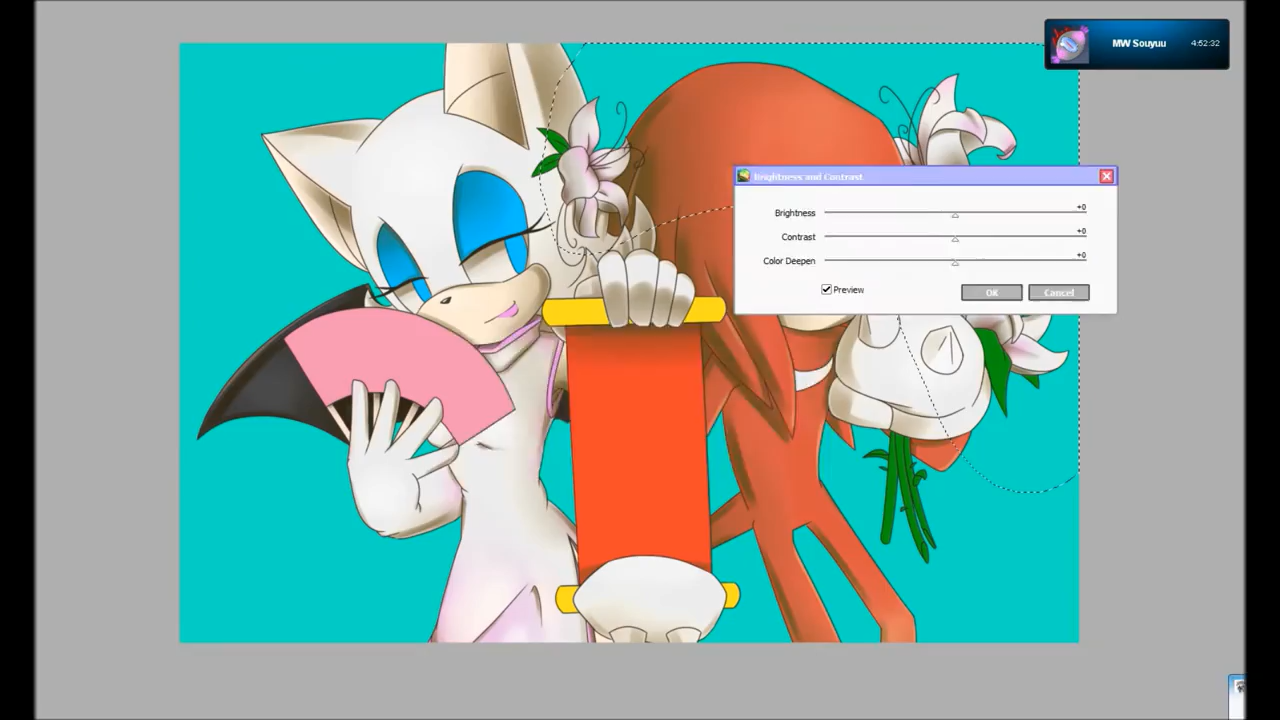 MW Souyuu 4:52:32
Brightness and Contrast
Brightness +0
Contrast +0
Color Deepen +0
Preview OK Cancel